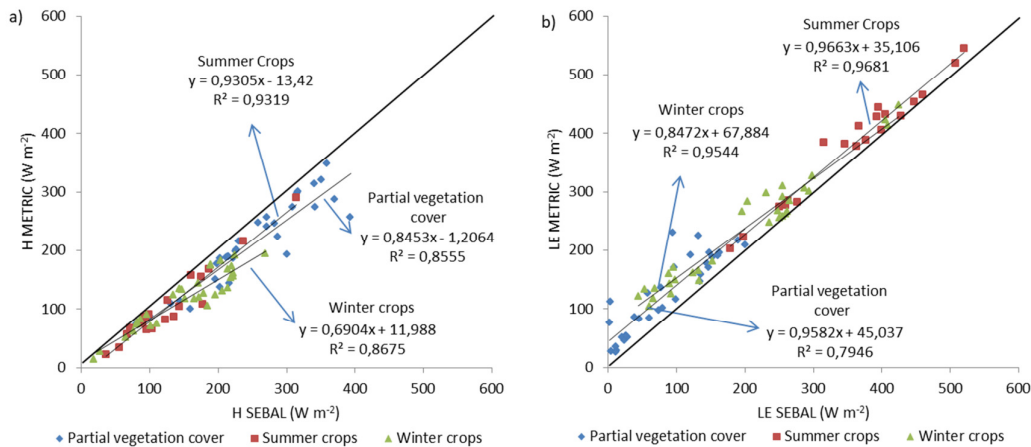 a)
600
500
400
300
200
100
0
H METRIC (W m-2)
0 100 200 300 400 500 600
H SEBAL (W m-2)
Summer Crops
y = 0,9305x - 13,42
R² = 0,9319
Partial vegetation
cover
y = 0,8453x - 1,2064
R² = 0,8555
Winter crops
y = 0,6904x + 11,988
R² = 0,8675
Partial vegetation cover Summer crops Winter crops
b)
600
500
400
300
200
100
0
LE METRIC (W m-2)
0 100 200 300 400 500 600
LE SEBAL (W m-2)
Summer Crops
y = 0,9663x + 35,106
R² = 0,9681
Winter crops
y = 0,8472x + 67,884
R² = 0,9544
Partial vegetation
cover
y = 0,9582x + 45,037
R² = 0,7946
Partial vegetation cover Summer crops Winter crops